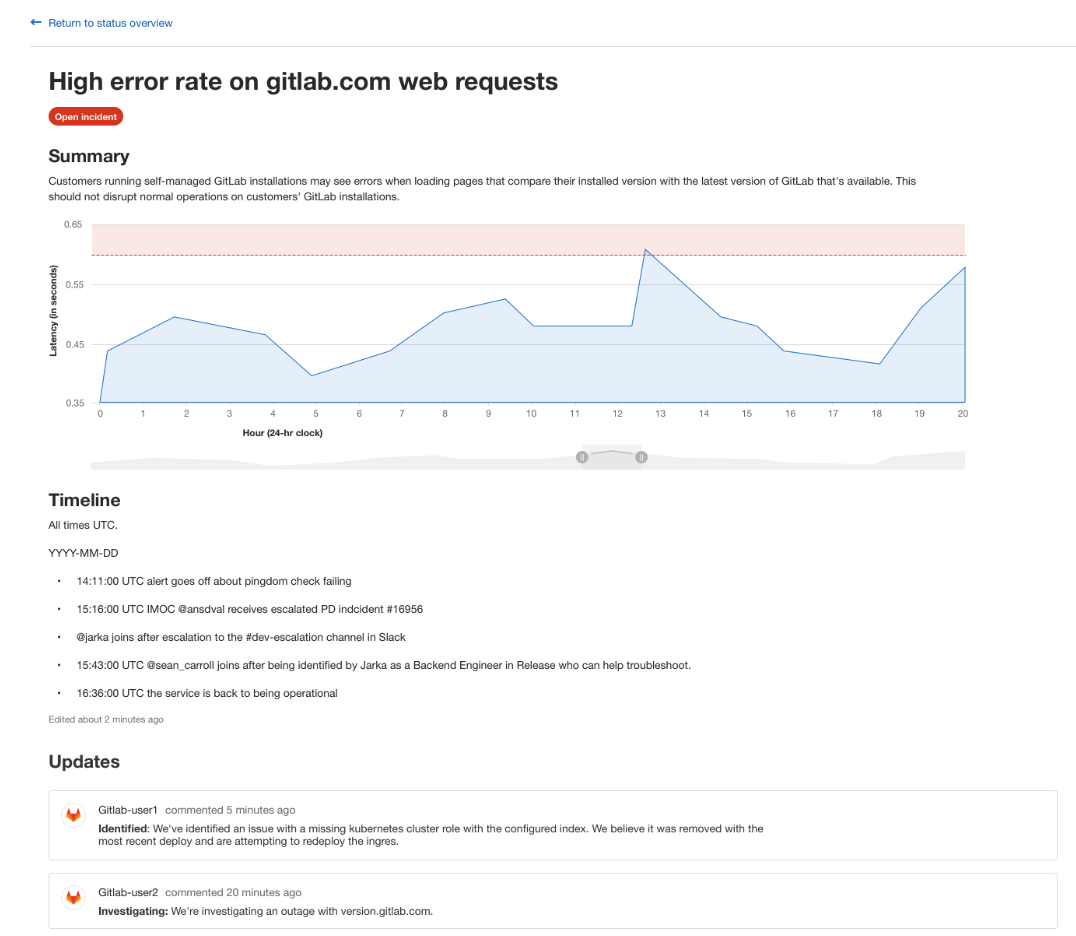 Return to status overview
High error rate on gitlab.com web requests
Open incident
Summary
Customers running self-managed GitLab installations may see errors when loading pages that compare their installed version with the latest version of GitLab that's available. This
should not disrupt normal operations on customers' GitLab installations.
0.65
0.55
0.45
0.35
Latency (in seconds)
0 1 2 3 4 5 6 7 8 9 10 11 12 13 14 15 16 17 18 19 20
Hour (24-hr clock)
Timeline
All times UTC.
YYYY-MM-DD
• 14:11:00 UTC alert goes off about pingdom check failing
• 15:16:00 UTC IMOC @ansdval receives escalated PD indcident #16956
• @jarka joins after escalation to the #dev-escalation channel in Slack
• 15:43:00 UTC @sean_carroll joins after being identified by Jarka as a Backend Engineer in Release who can help troubleshoot.
• 16:36:00 UTC the service is back to being operational
Edited about 2 minutes ago
Updates
Gitlab-user1 commented 5 minutes ago
Identified: We've identified an issue with a missing kubernetes cluster role with the configured index. We believe it was removed with the
most recent deploy and are attempting to redeploy the ingres.
Gitlab-user2 commented 20 minutes ago
Investigating: We're investigating an outage with version.gitlab.com.